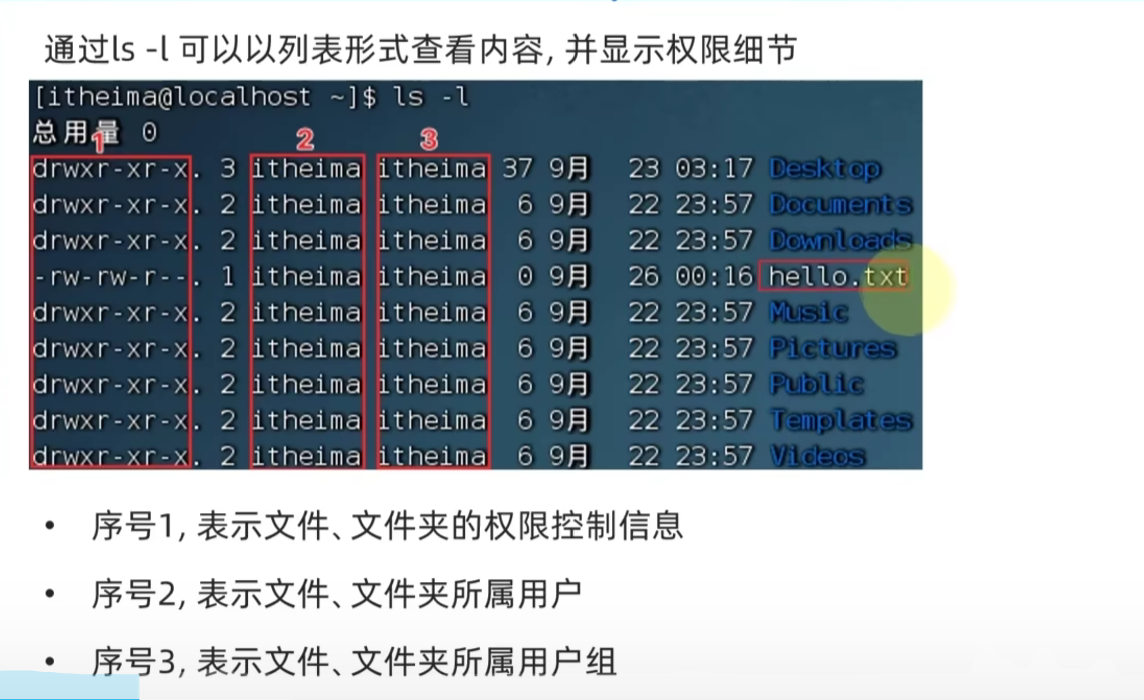 通过ls -l 可以以列表形式查看内容, 并显示权限细节
[itheima@localhost ~]$ ls -l
总用量 0
1 2 3
drwxr-xr-x. 3 itheima itheima 37 9月 23 03:17 Desktop
drwxr-xr-x. 2 itheima itheima 6 9月 22 23:57 Documents
drwxr-xr-x. 2 itheima itheima 6 9月 22 23:57 Downloads
-rw-rw-r--. 1 itheima itheima 0 9月 26 00:16 hello.txt
drwxr-xr-x. 2 itheima itheima 6 9月 22 23:57 Music
drwxr-xr-x. 2 itheima itheima 6 9月 22 23:57 Pictures
drwxr-xr-x. 2 itheima itheima 6 9月 22 23:57 Public
drwxr-xr-x. 2 itheima itheima 6 9月 22 23:57 Templates
drwxr-xr-x. 2 itheima itheima 6 9月 22 23:57 Videos
• 序号1, 表示文件、文件夹的权限控制信息
• 序号2, 表示文件、文件夹所属用户
• 序号3, 表示文件、文件夹所属用户组